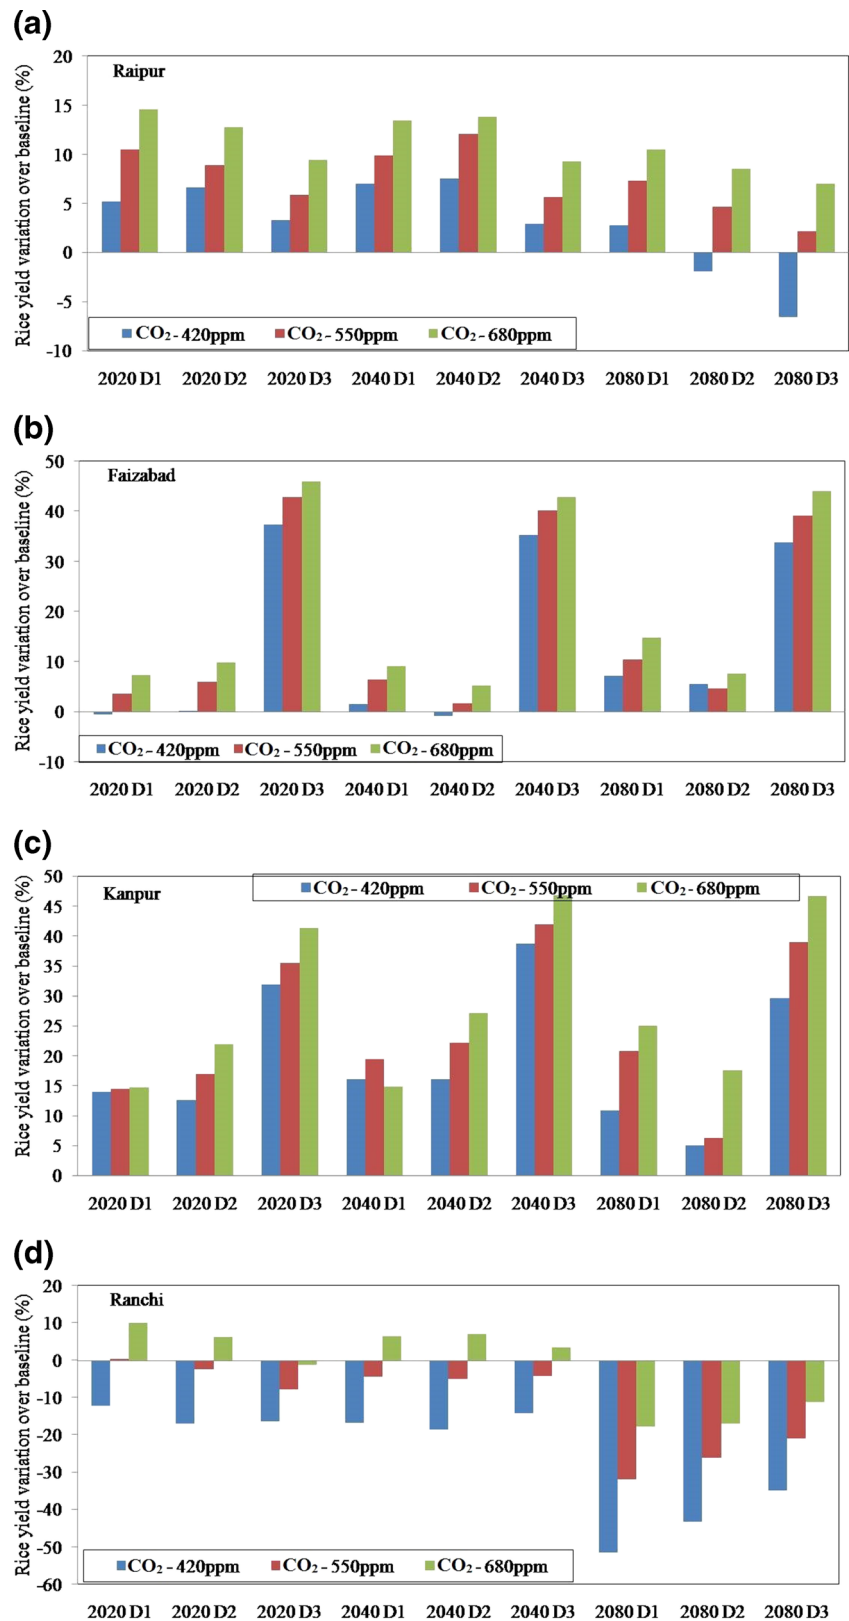 (a)
Rice yield variation over baseline (%)
20
15
10
5
0
-5
-10
Raipur
CO₂ - 420ppm CO₂ - 550ppm CO₂ - 680ppm
2020 D1 2020 D2 2020 D3 2040 D1 2040 D2 2040 D3 2080 D1 2080 D2 2080 D3
(b)
Rice yield variation over baseline (%)
50
40
30
20
10
0
-10
Faizabad
CO₂ - 420ppm CO₂ - 550ppm CO₂ - 680ppm
2020 D1 2020 D2 2020 D3 2040 D1 2040 D2 2040 D3 2080 D1 2080 D2 2080 D3
(c)
Rice yield variation over baseline (%)
50
45
40
35
30
25
20
15
10
5
0
Kanpur
CO₂ - 420ppm CO₂ - 550ppm CO₂ - 680ppm
2020 D1 2020 D2 2020 D3 2040 D1 2040 D2 2040 D3 2080 D1 2080 D2 2080 D3
(d)
Rice yield variation over baseline (%)
20
10
0
-10
-20
-30
-40
-50
-60
Ranchi
CO₂ - 420ppm CO₂ - 550ppm CO₂ - 680ppm
2020 D1 2020 D2 2020 D3 2040 D1 2040 D2 2040 D3 2080 D1 2080 D2 2080 D3